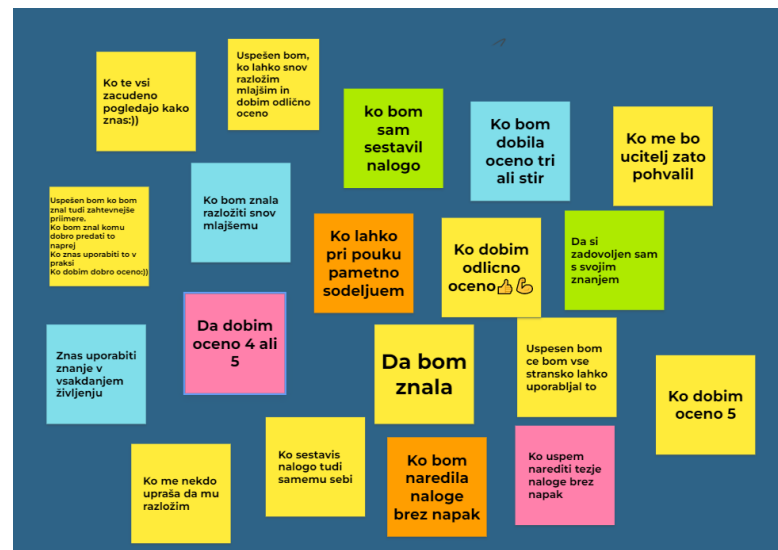 Ko te vsi
zacudeno
pogledajo kako
znas:))
Uspešen bom,
ko lahko snov
razložim
mlajšim in
dobim odlično
oceno
ko bom
sam
sestavil
nalogo
Ko bom
dobila
oceno tri
ali stir
Ko me bo
ucitelj zato
pohvalil
Uspešen bom ko bom
znal tudi zahtevnejše
priimere.
Ko bom znal komu
dobro predati to
naprej
Ko znas uporabiti to v
praksi
Ko dobim dobro oceno:))
Ko bom znala
razložiti snov
mlajšemu
Ko lahko
pri pouku
pametno
sodeljuem
Ko dobim
odlicno
oceno👍💪
Da si
zadovoljen sam
s svojim
znanjem
Znas uporabiti
znanje v
vsakdanjem
življenju
Da dobim
oceno 4 ali
5
Da bom
znala
Uspesen bom
ce bom vse
stransko lahko
uporabljal to
Ko dobim
oceno 5
Ko me nekdo
upraša da mu
razložim
Ko sestavis
nalogo tudi
samemu sebi
Ko bom
naredila
naloge
brez napak
Ko uspem
narediti tezje
naloge brez
napak